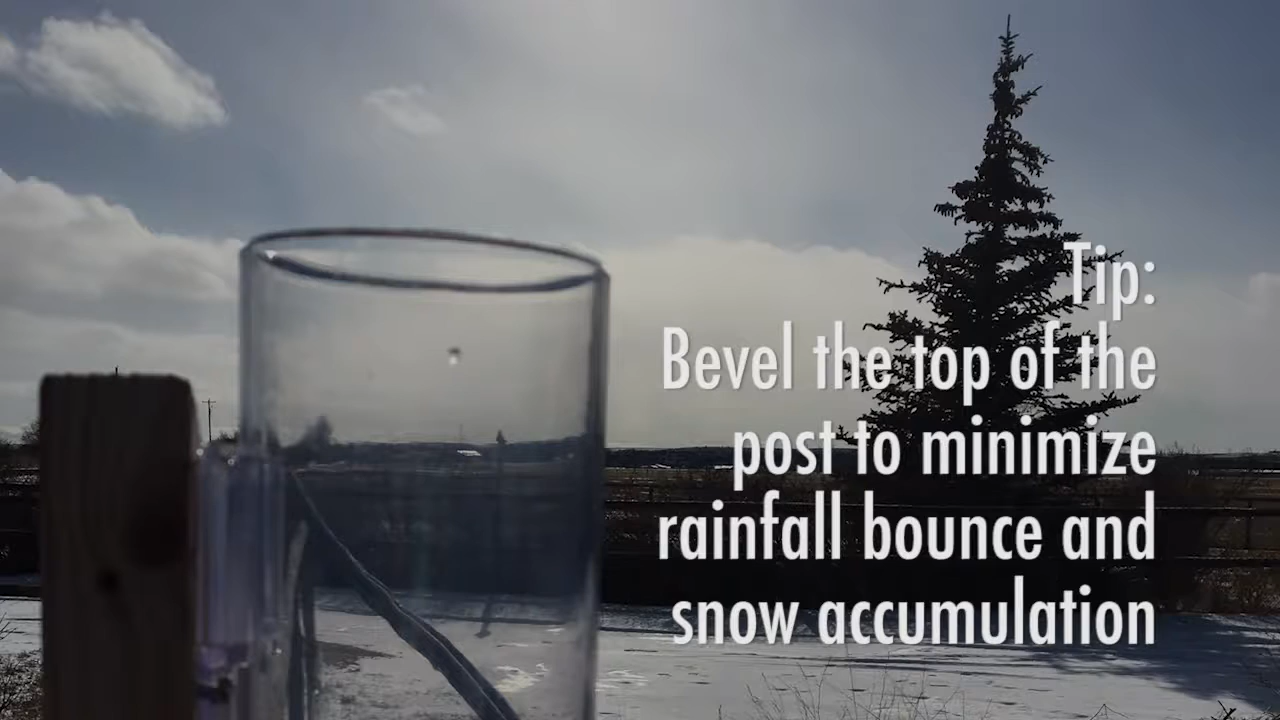 Tip:
Bevel the top of the
post to minimize
rainfall bounce and
snow accumulation